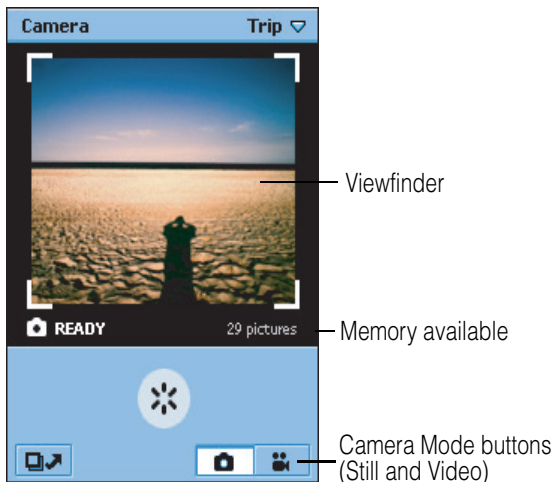 Camera Trip
Viewfinder
READY 29 pictures
Memory available
Camera Mode buttons
(Still and Video)